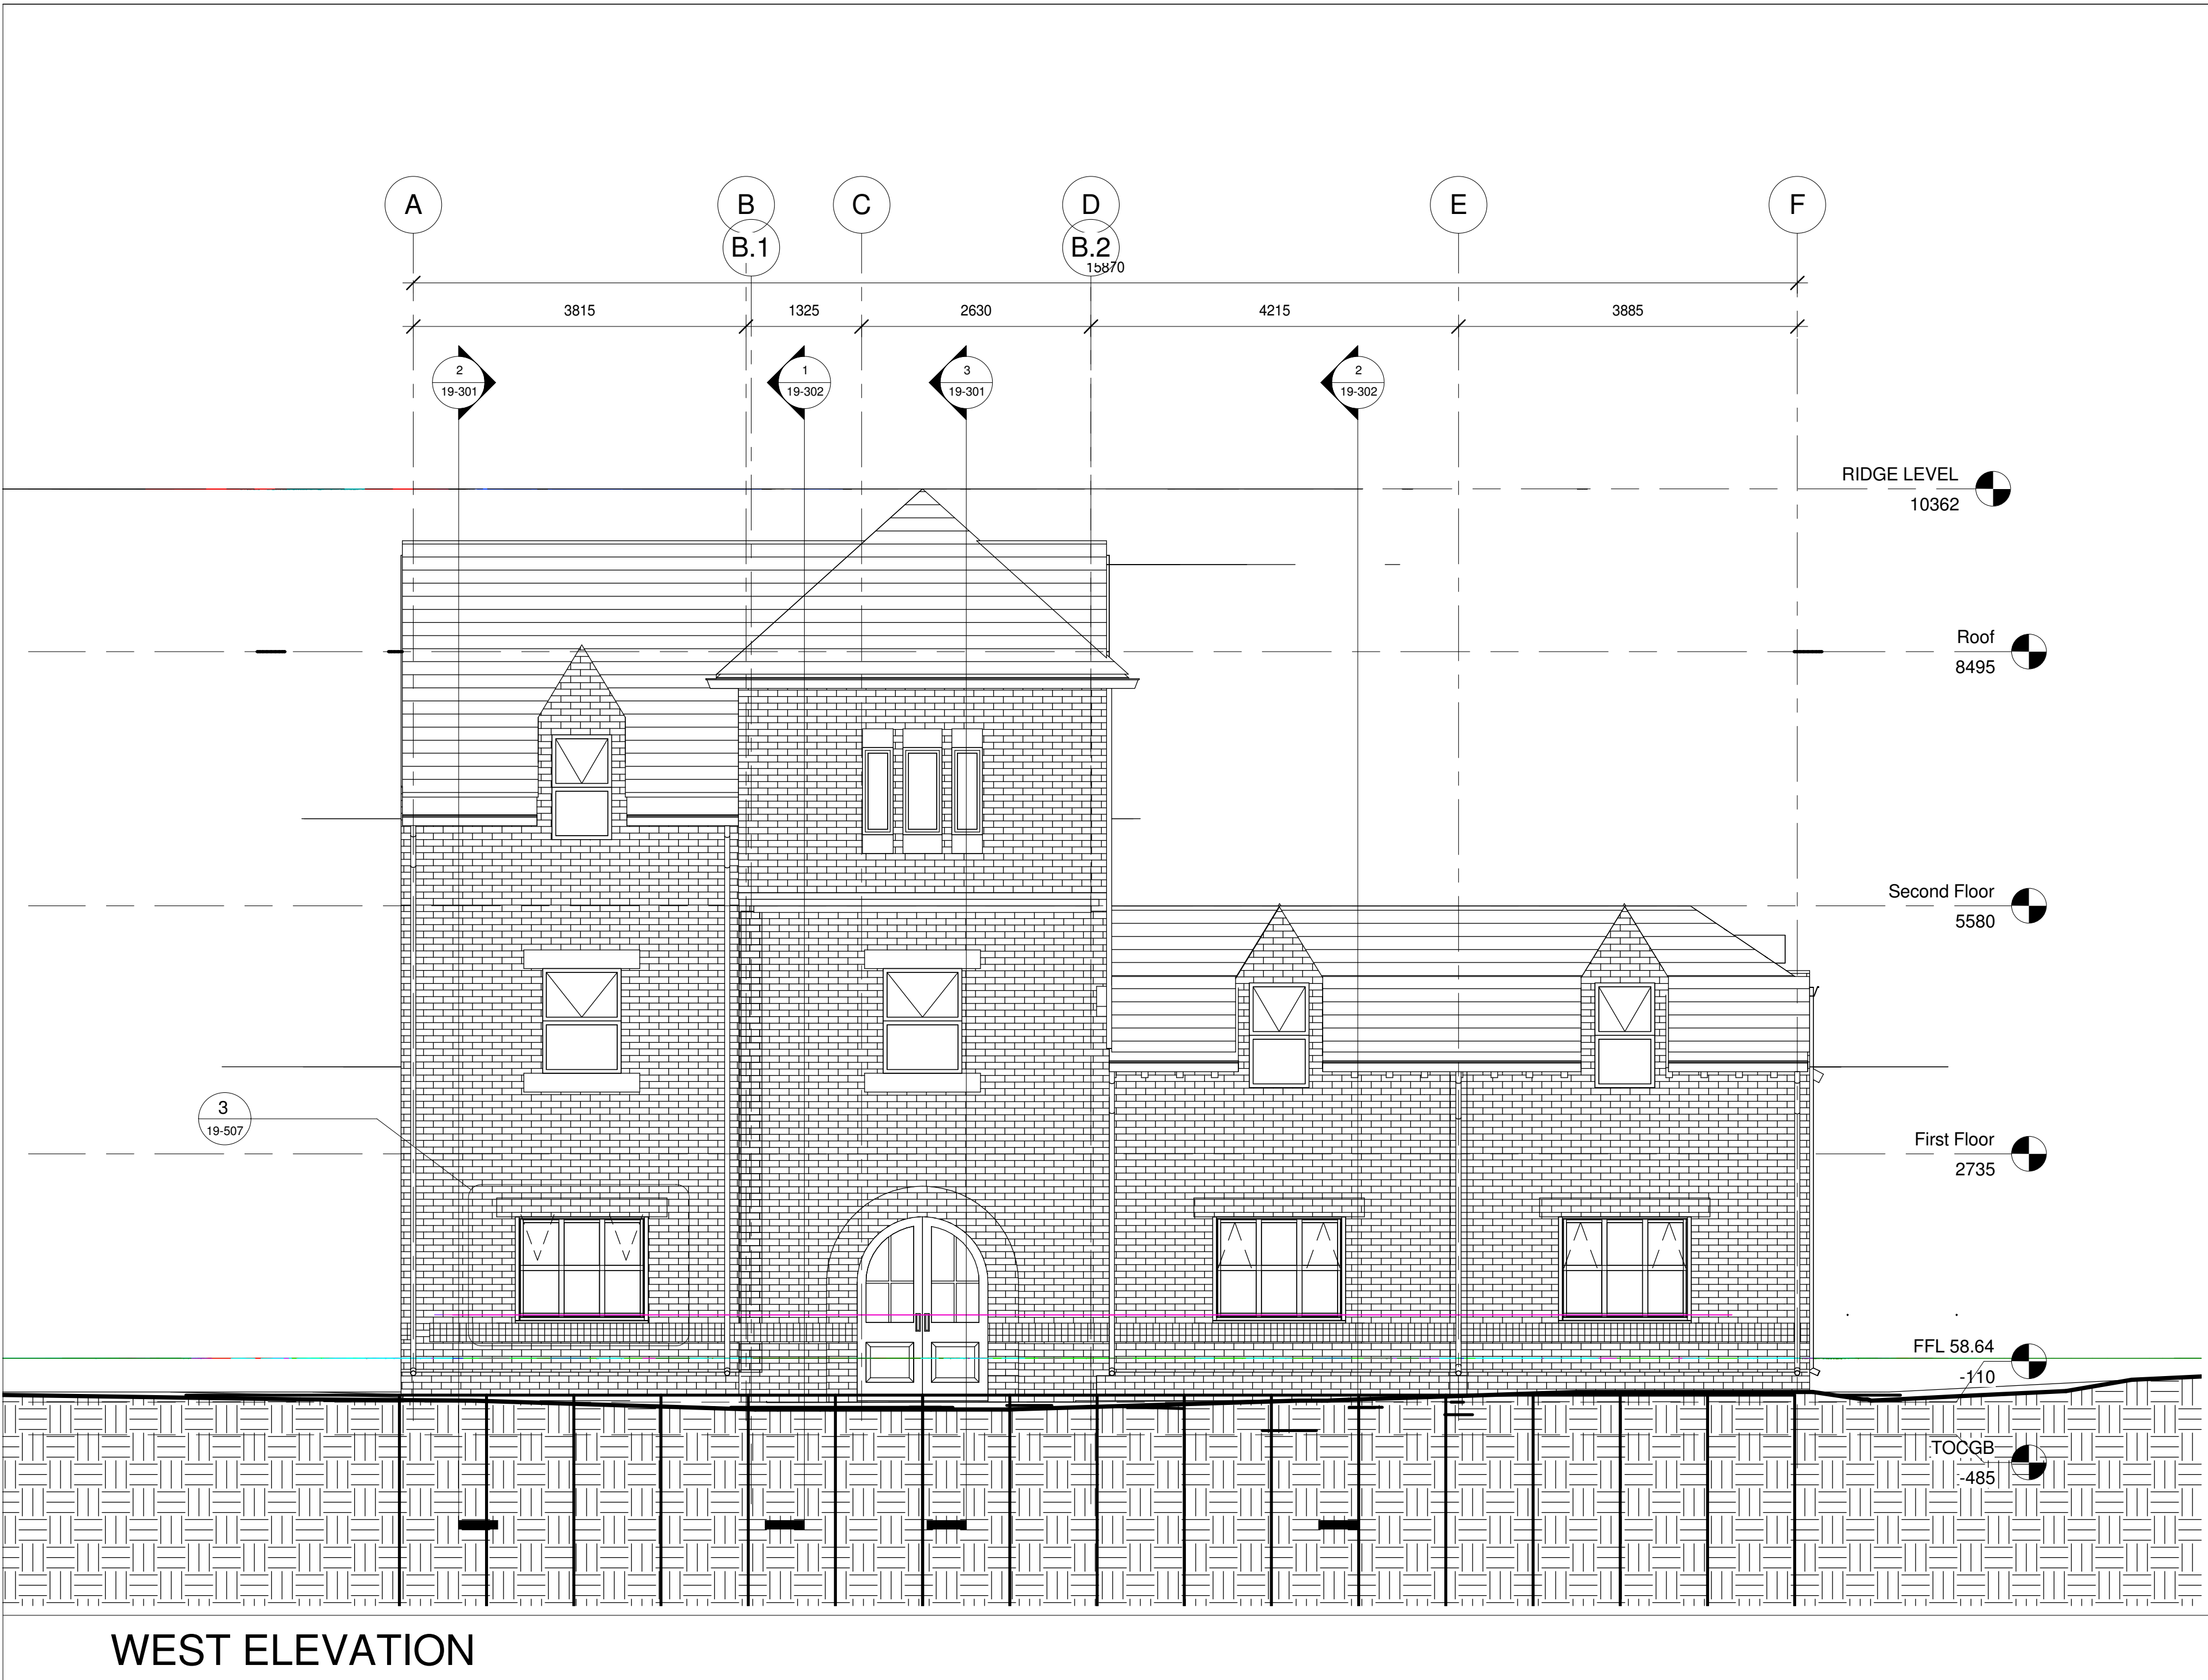 A
B
C
D
E
F
B.1
B.2
15870
3815
1325
2630
4215
3885
2
19-301
1
19-302
3
19-301
2
19-302
RIDGE LEVEL
10362
Roof
8495
Second Floor
5580
3
19-507
First Floor
2735
FFL 58.64
-110
TOCGB
-485
WEST ELEVATION